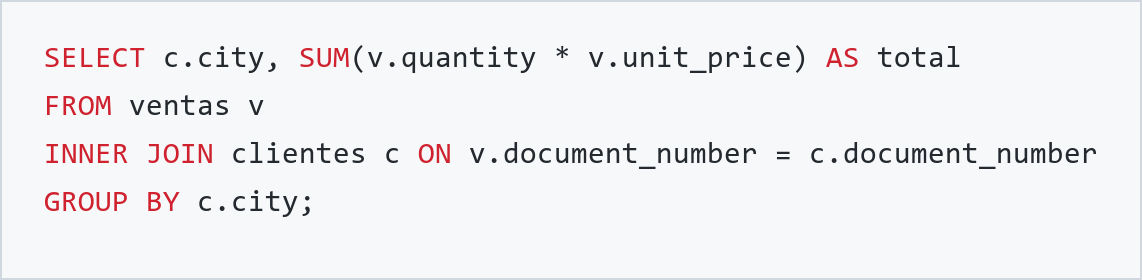 SELECT c.city, SUM(v.quantity * v.unit_price) AS total
FROM ventas v
INNER JOIN clientes c ON v.document_number = c.document_number
GROUP BY c.city;